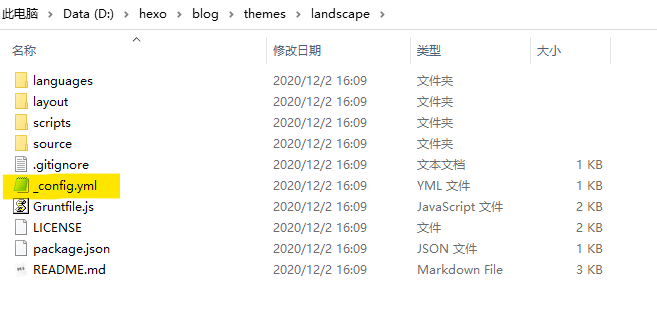 此电脑 > Data (D:) > hexo > blog > themes > landscape >
名称 修改日期 类型 大小
languages 2020/12/2 16:09 文件夹
layout 2020/12/2 16:09 文件夹
scripts 2020/12/2 16:09 文件夹
source 2020/12/2 16:09 文件夹
.gitignore 2020/12/2 16:09 文本文档 1 KB
_config.yml 2020/12/2 16:09 YML 文件 1 KB
Gruntfile.js 2020/12/2 16:09 JavaScript 文件 2 KB
LICENSE 2020/12/2 16:09 文件 2 KB
package.json 2020/12/2 16:09 JSON 文件 1 KB
README.md 2020/12/2 16:09 Markdown File 3 KB